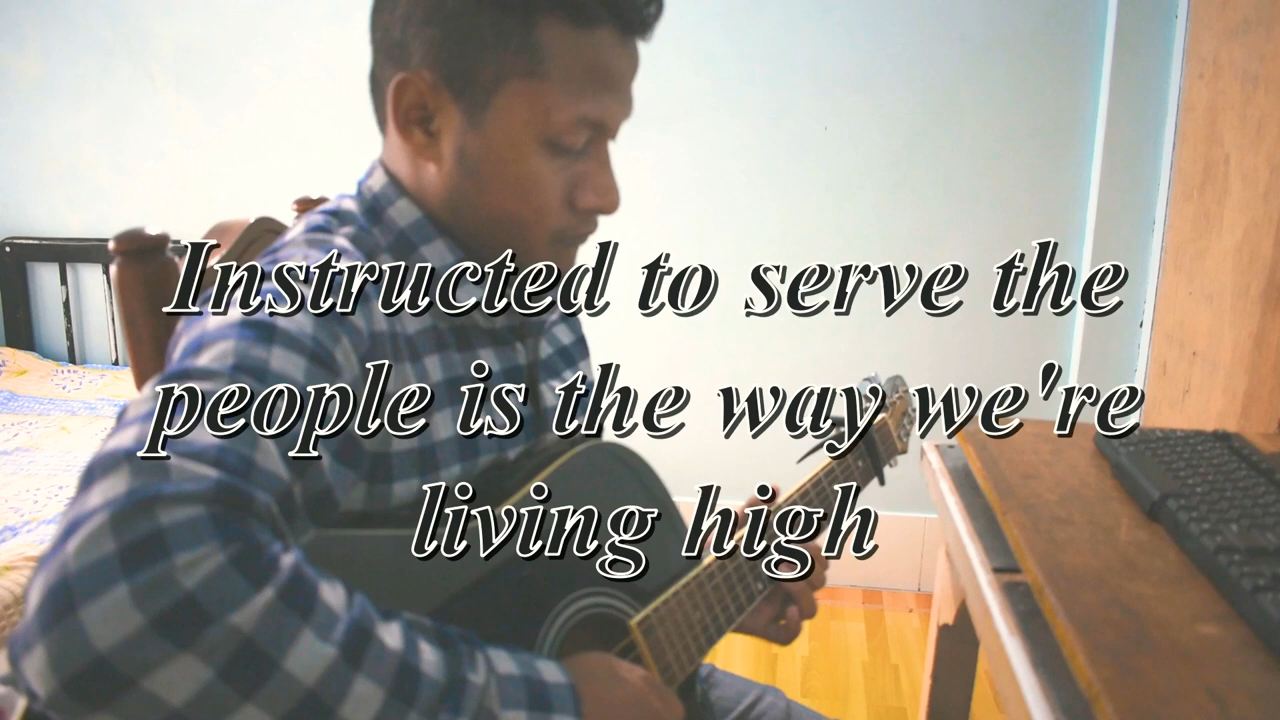 Instructed to serve the
people is the way we're
living high